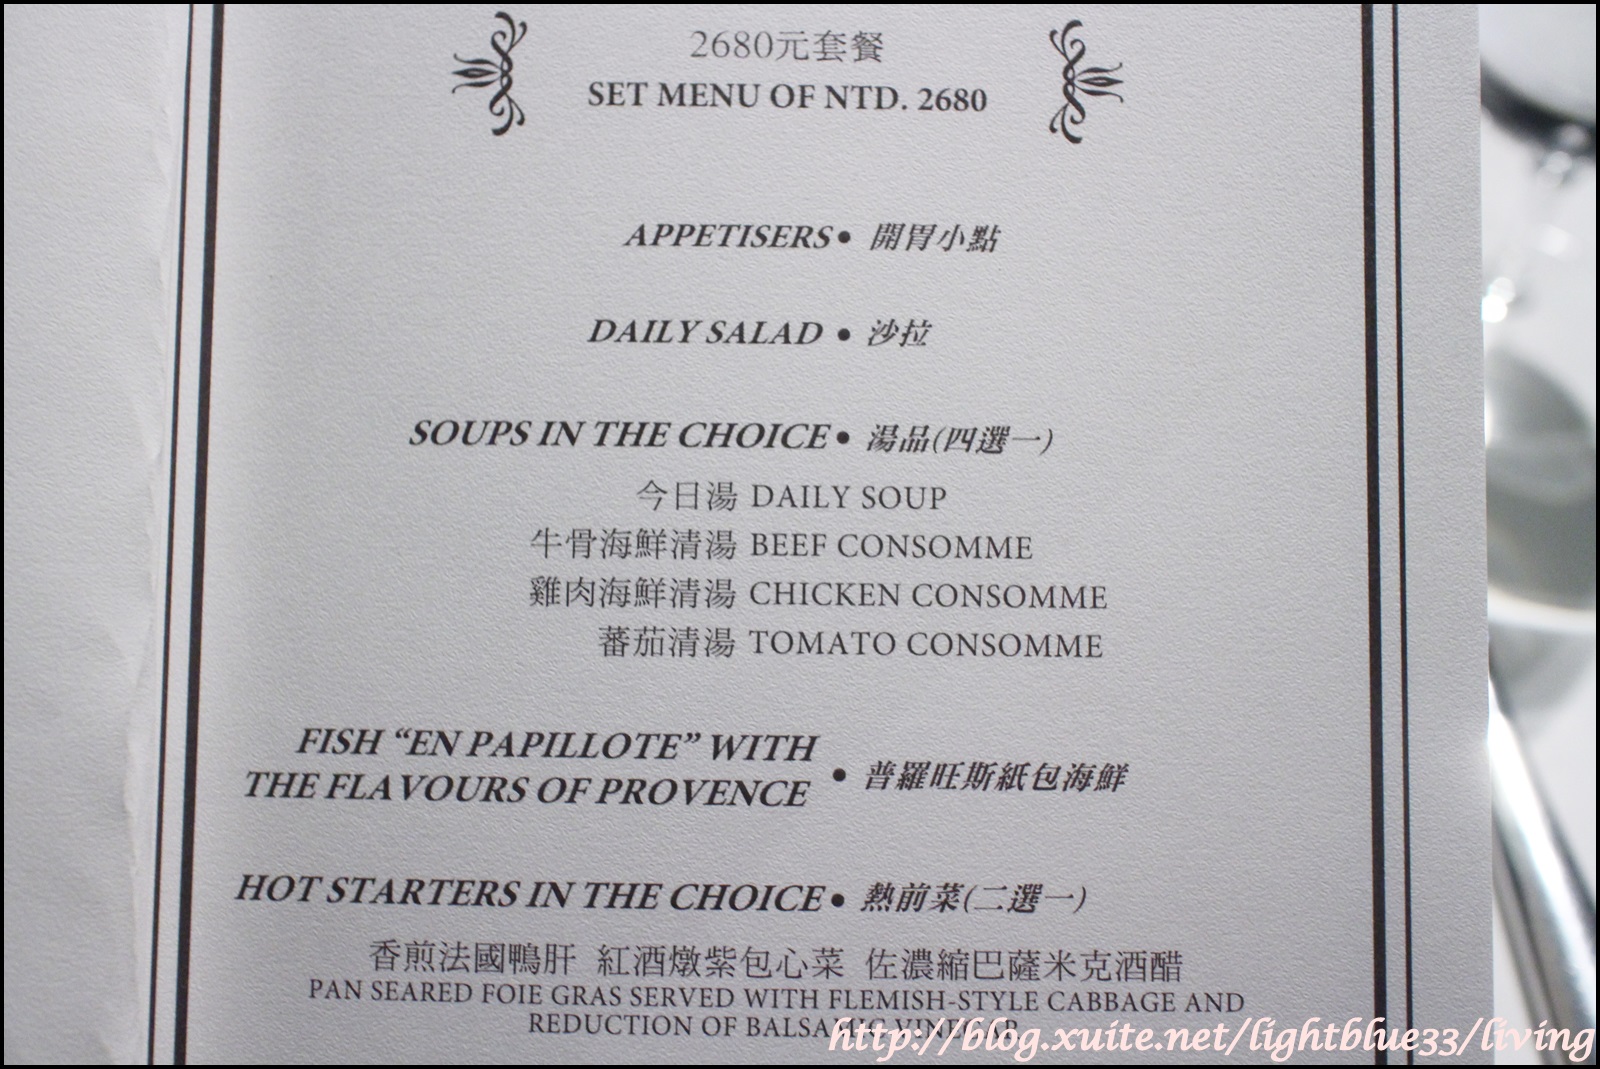 2680元套餐
SET MENU OF NTD. 2680
APPETISERS• 開胃小點
DAILY SALAD • 沙拉
SOUPS IN THE CHOICE• 湯品(四選一)
今日湯 DAILY SOUP
牛骨海鮮清湯 BEEF CONSOMME
雞肉海鮮清湯 CHICKEN CONSOMME
蕃茄清湯 TOMATO CONSOMME
FISH “EN PAPILLOTE” WITH
THE FLAVOURS OF PROVENCE • 普羅旺斯紙包海鮮
HOT STARTERS IN THE CHOICE• 熱前菜(二選一)
香煎法國鴨肝 紅酒燉紫包心菜 佐濃縮巴薩米克酒醋
PAN SEARED FOIE GRAS SERVED WITH FLEMISH-STYLE CABBAGE AND
REDUCTION OF BALSAMIC VINEGAR
http://blog.xuite.net/lightblue33/living